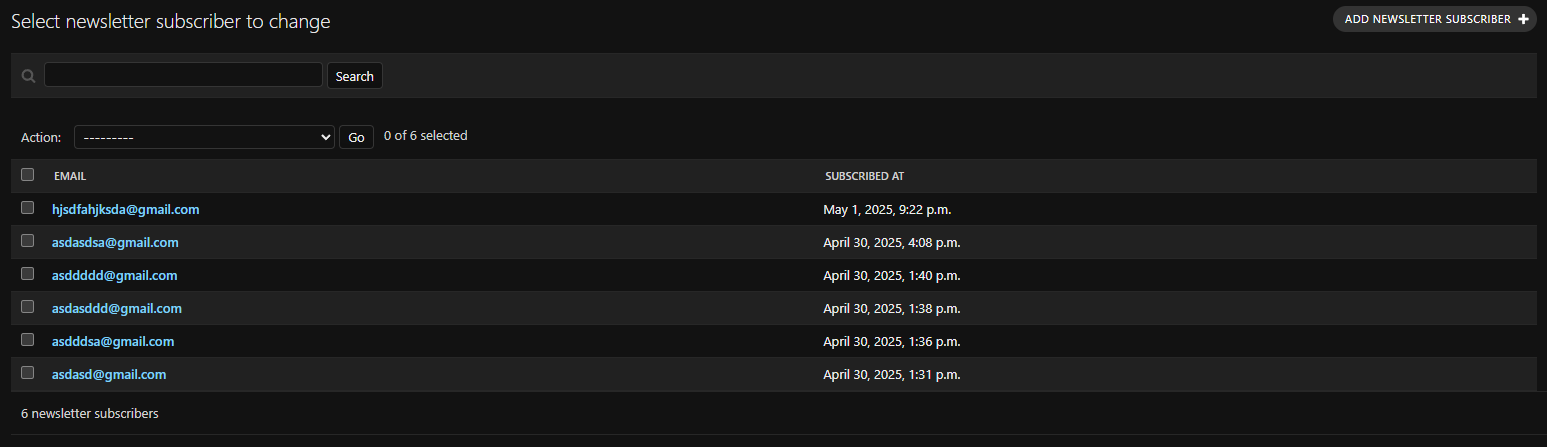 Select newsletter subscriber to change
ADD NEWSLETTER SUBSCRIBER +
Search
Action: --------- Go 0 of 6 selected
EMAIL SUBSCRIBED AT
hjsdfahjksda@gmail.com May 1, 2025, 9:22 p.m.
asdasdsa@gmail.com April 30, 2025, 4:08 p.m.
asddddd@gmail.com April 30, 2025, 1:40 p.m.
asdasddd@gmail.com April 30, 2025, 1:38 p.m.
asdddsa@gmail.com April 30, 2025, 1:36 p.m.
asdasd@gmail.com April 30, 2025, 1:31 p.m.
6 newsletter subscribers